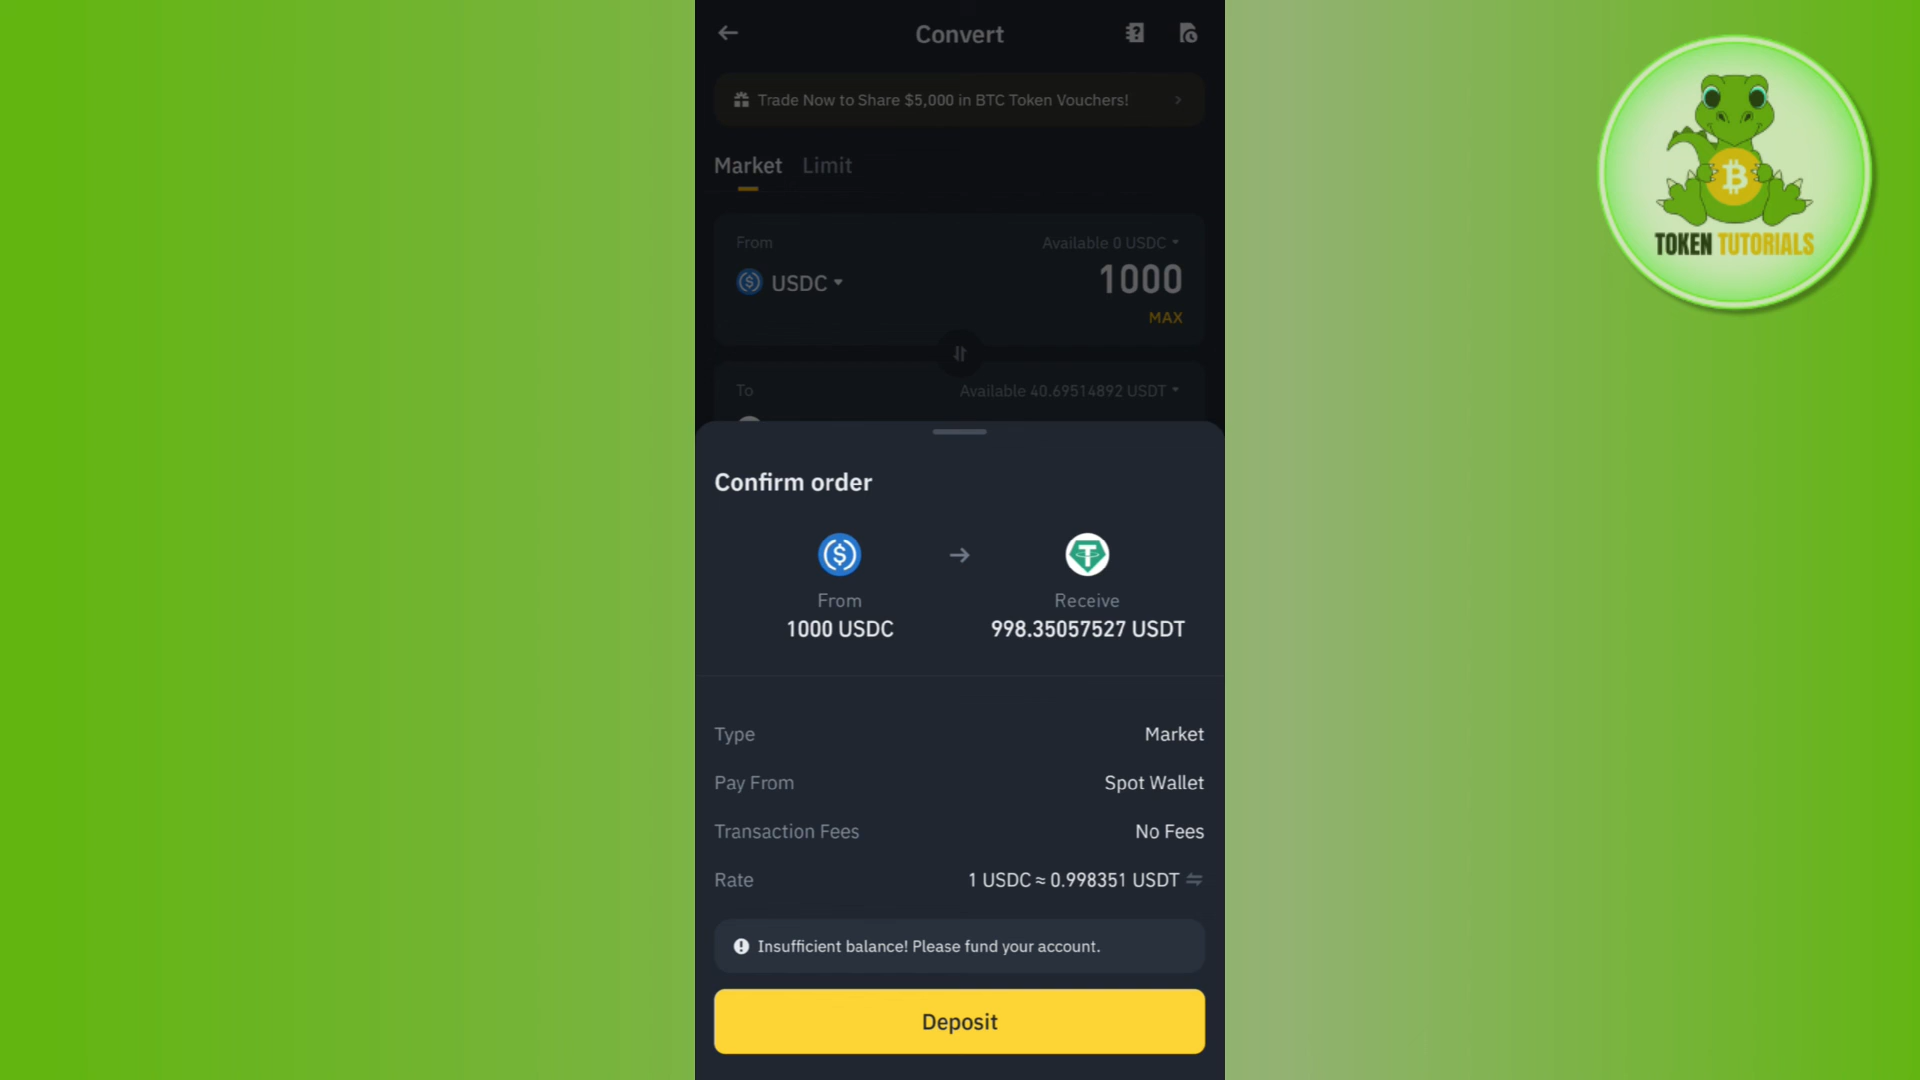 Convert
Trade Now to Share $5,000 in BTC Token Vouchers!
Market Limit
From Available 0 USDC
USDC 1000
MAX
To Available 40.69514892 USDT
Confirm order
From Receive
1000 USDC 998.35057527 USDT
Type Market
Pay From Spot Wallet
Transaction Fees No Fees
Rate 1 USDC ≈ 0.998351 USDT
Insufficient balance! Please fund your account.
Deposit
TOKEN TUTORIALS